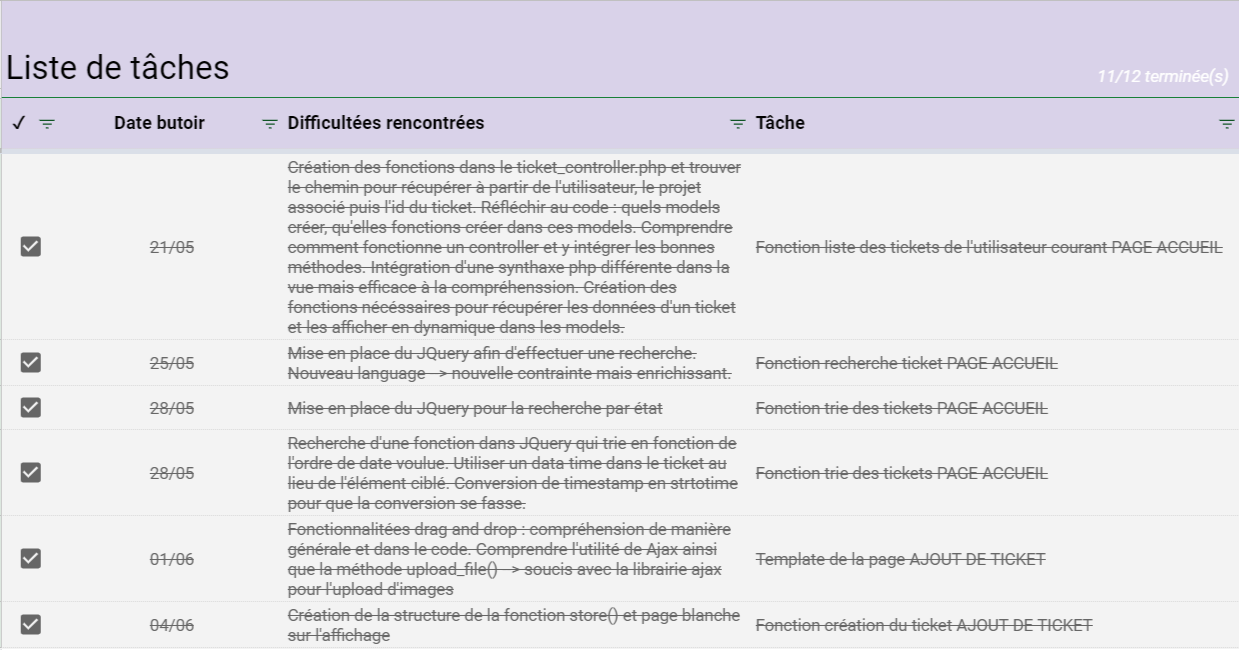 Liste de tâches
11/12 terminée(s)
✓ Date butoir Difficultées rencontrées Tâche
Création des fonctions dans le ticket_controller.php et trouver
le chemin pour récupérer à partir de l'utilisateur, le projet
associé puis l'id du ticket. Réfléchir au code : quels models
créer, qu'elles fonctions créer dans ces models. Comprendre
21/05 comment fonctionne un controller et y intégrer les bonnes Fonction liste des tickets de l'utilisateur courant PAGE ACCUEIL
méthodes. Intégration d'une synthaxe php différente dans la
vue mais efficace à la compréhenssion. Création des
fonctions nécéssaires pour récupérer les données d'un ticket
et les afficher en dynamique dans les models.
25/05 Mise en place du JQuery afin d'effectuer une recherche. Fonction recherche ticket PAGE ACCUEIL
Nouveau language --> nouvelle contrainte mais enrichissant.
28/05 Mise en place du JQuery pour la recherche par état Fonction trie des tickets PAGE ACCUEIL
Recherche d'une fonction dans JQuery qui trie en fonction de
l'ordre de date voulue. Utiliser un data time dans le ticket au
28/05 lieu de l'élément ciblé. Conversion de timestamp en strtotime Fonction trie des tickets PAGE ACCUEIL
pour que la conversion se fasse.
Fonctionnalitées drag and drop : compréhension de manière
générale et dans le code. Comprendre l'utilité de Ajax ainsi
01/06 que la méthode upload_file() --> soucis avec la librairie ajax Template de la page AJOUT DE TICKET
pour l'upload d'images
04/06 Création de la structure de la fonction store() et page blanche Fonction création du ticket AJOUT DE TICKET
sur l'affichage